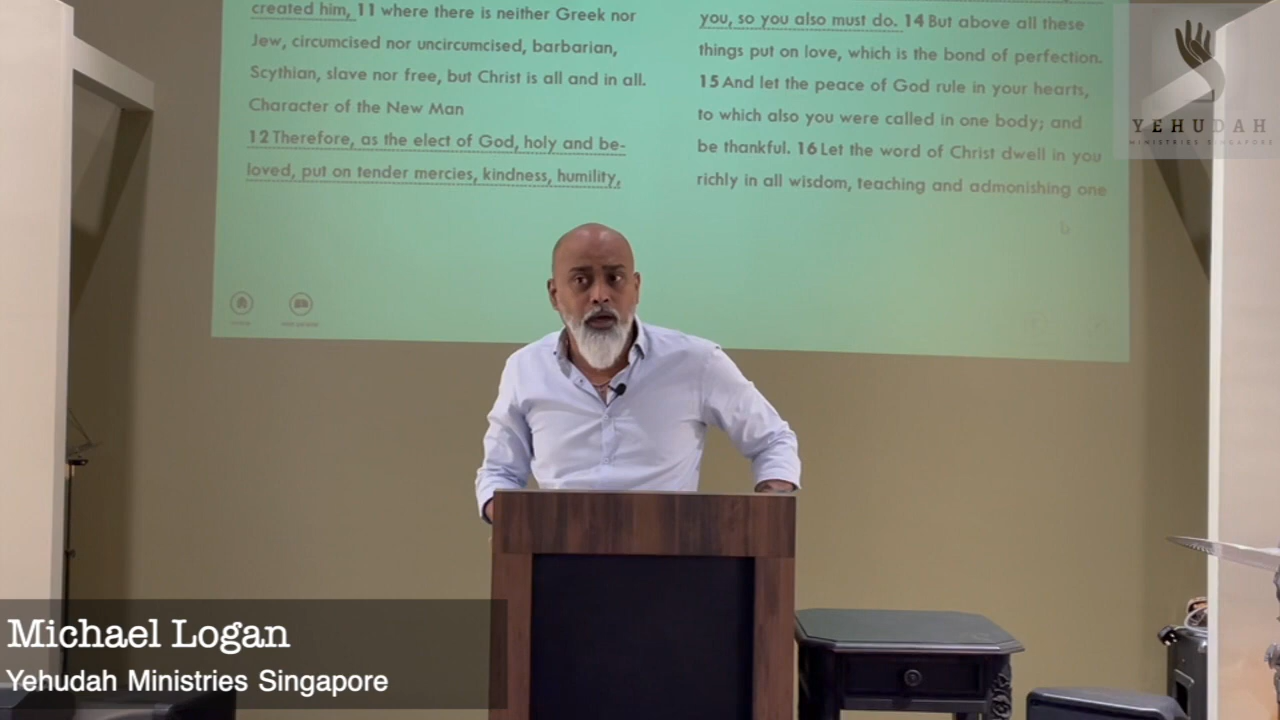 created him, 11 where there is neither Greek nor
Jew, circumcised nor uncircumcised, barbarian,
Scythian, slave nor free, but Christ is all and in all.
Character of the New Man
12 Therefore, as the elect of God, holy and be-
loved, put on tender mercies, kindness, humility,
you, so you also must do. 14 But above all these
things put on love, which is the bond of perfection.
15 And let the peace of God rule in your hearts,
to which also you were called in one body; and
be thankful. 16 Let the word of Christ dwell in you
richly in all wisdom, teaching and admonishing one
YEHUDAH
MINISTRIES SINGAPORE
Michael Logan
Yehudah Ministries Singapore